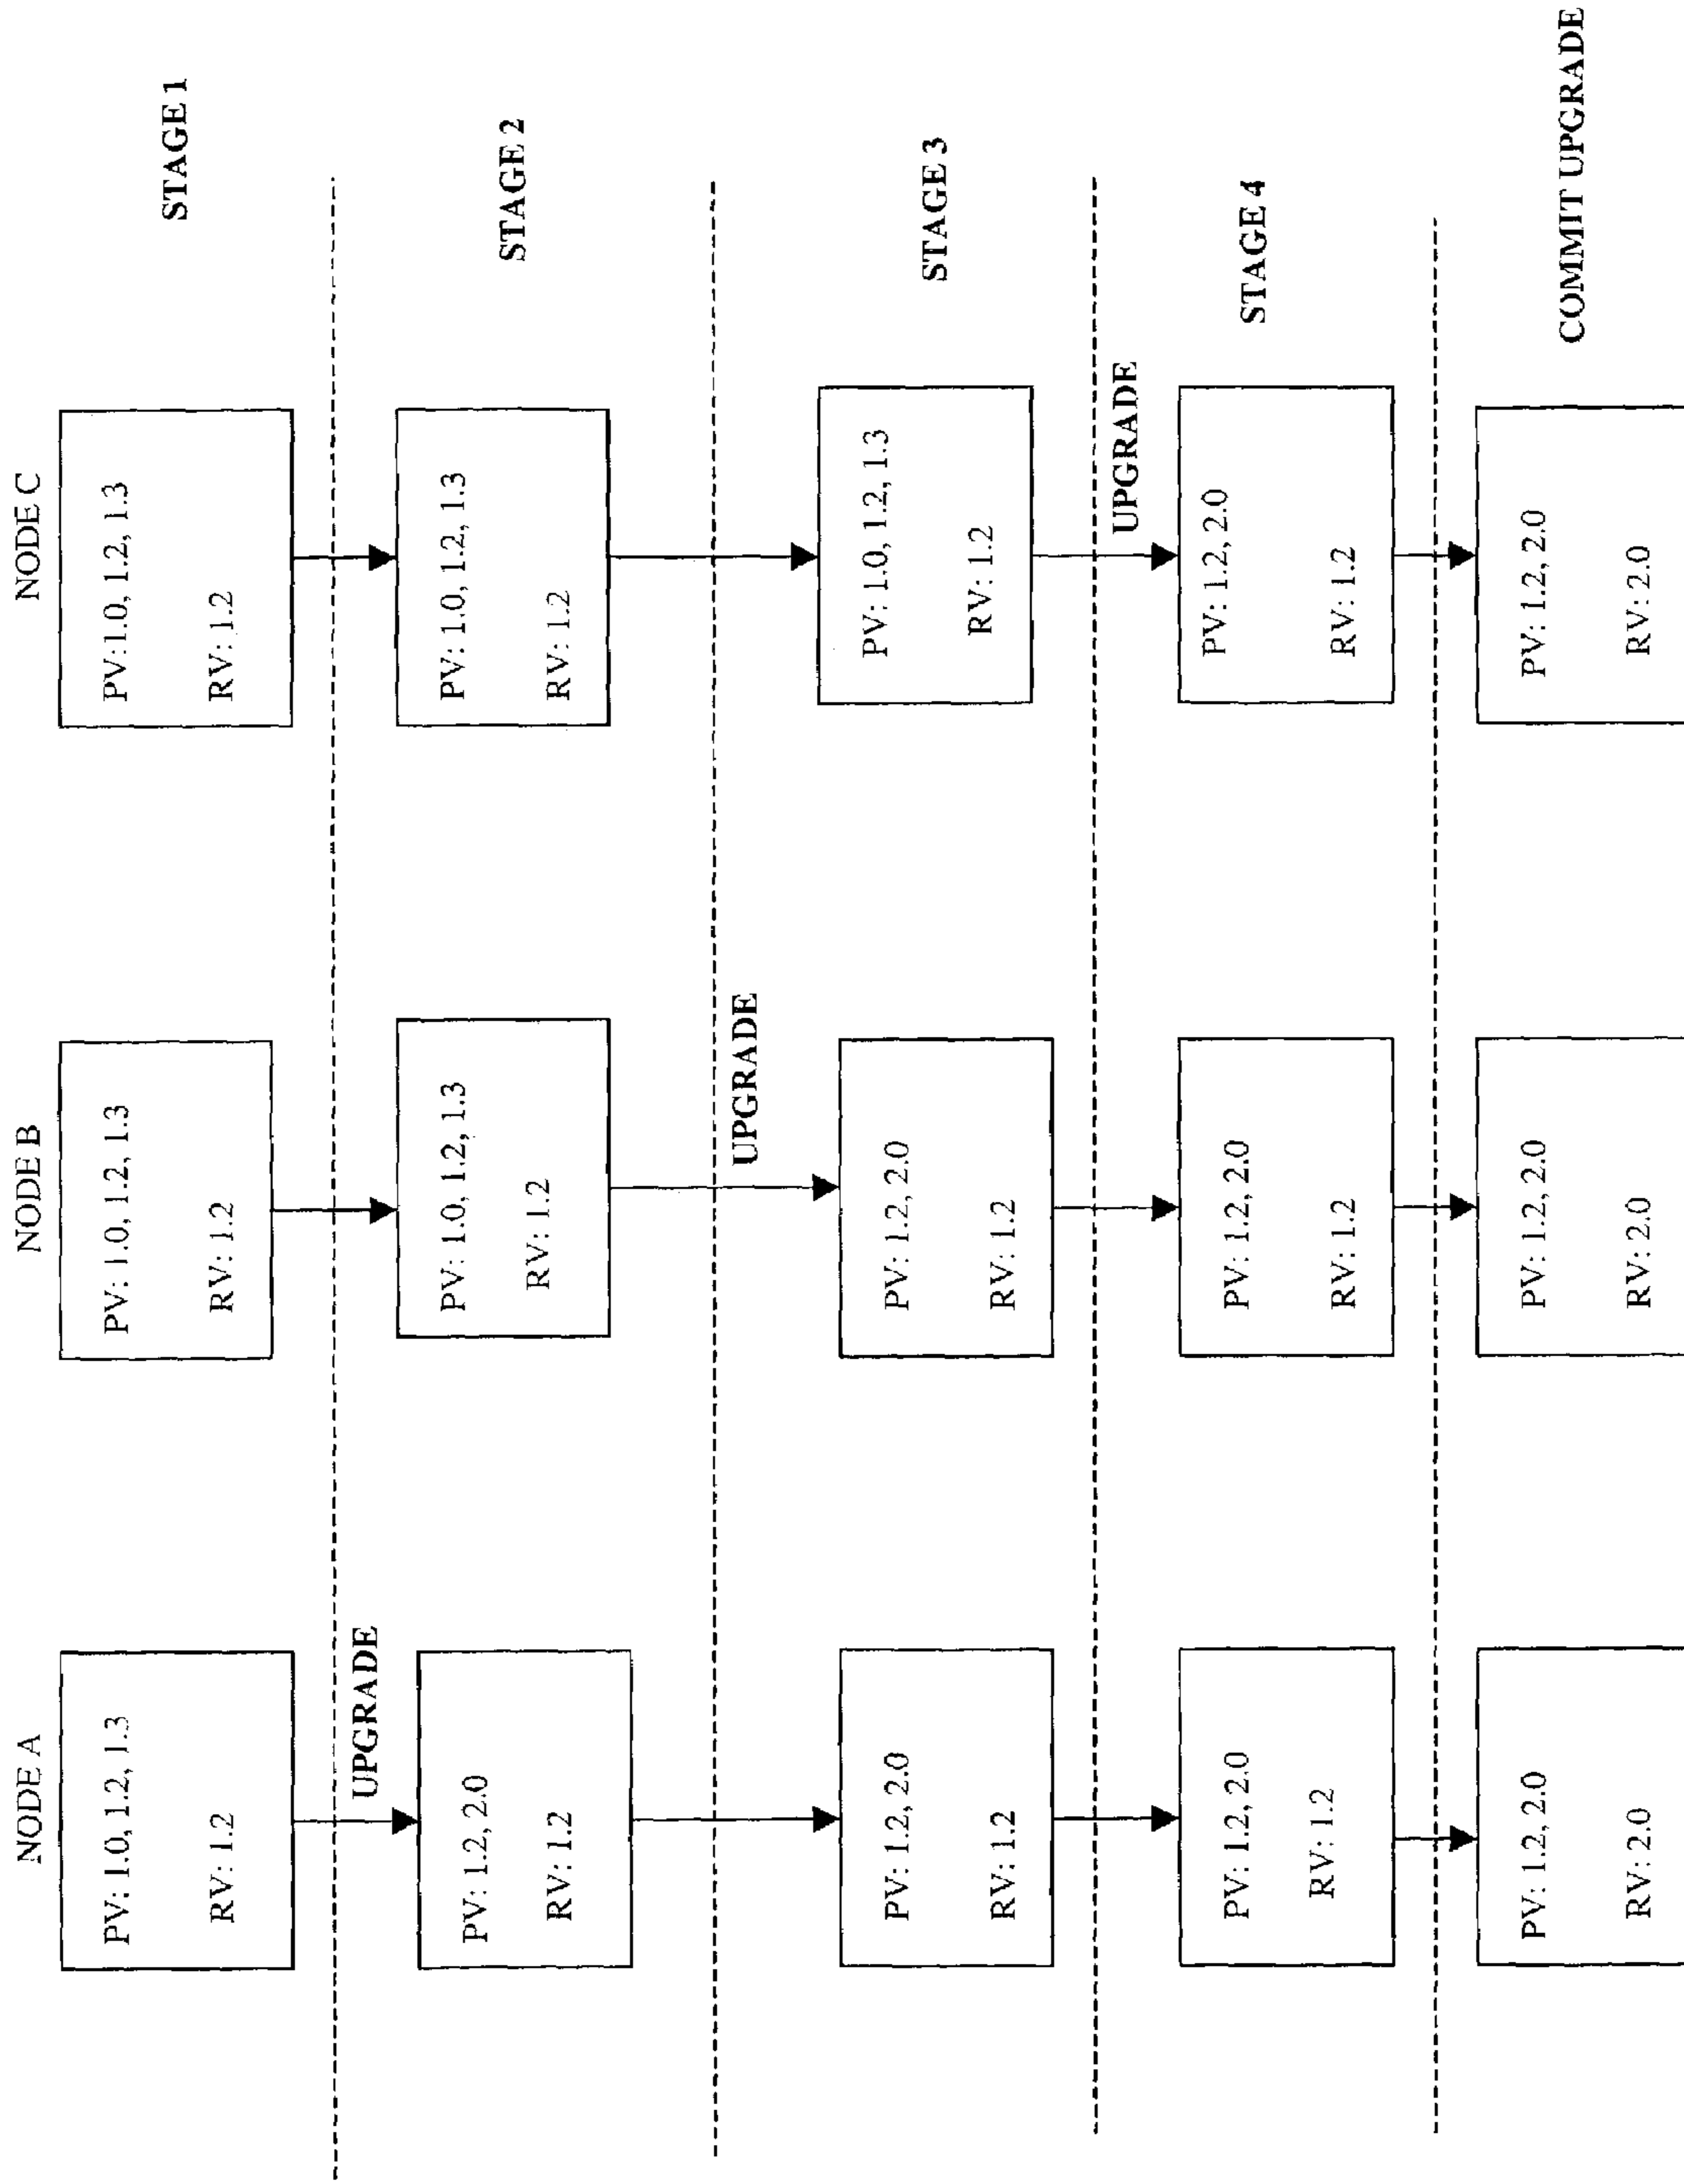 NODE A
NODE B
NODE C
PV: 1.0, 1.2, 1.3
RV: 1.2
PV: 1.0, 1.2, 1.3
RV: 1.2
PV:1.0, 1.2, 1.3
RV: 1.2
STAGE 1
UPGRADE
PV: 1.2, 2.0
RV: 1.2
PV: 1.0, 1.2, 1.3
RV: 1.2
PV: 1.0, 1.2, 1.3
RV: 1.2
STAGE 2
UPGRADE
PV: 1.2, 2.0
RV: 1.2
PV: 1.2, 2.0
RV: 1.2
PV: 1.0, 1.2, 1.3
RV: 1.2
STAGE 3
UPGRADE
PV: 1.2, 2.0
RV: 1.2
PV: 1.2, 2.0
RV: 1.2
PV: 1.2, 2.0
RV: 1.2
STAGE 4
PV: 1.2, 2.0
RV: 2.0
PV: 1.2, 2.0
RV: 2.0
PV: 1.2, 2.0
RV: 2.0
COMMIT UPGRADE